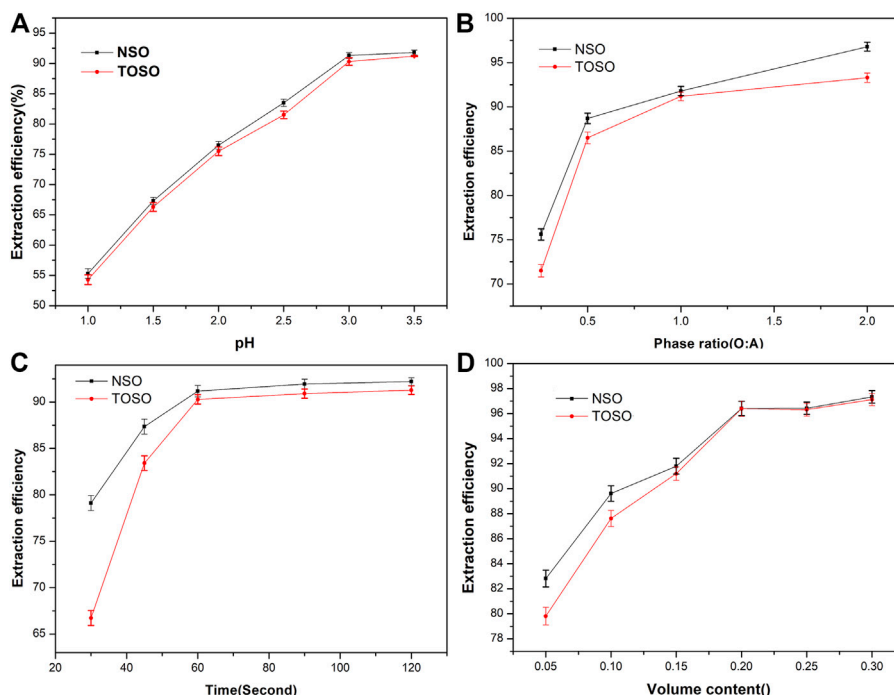 A
NSO
TOSO
Extraction efficiency(%)
95
90
85
80
75
70
65
60
55
50
1.0 1.5 2.0 2.5 3.0 3.5
pH
B
NSO
TOSO
Extraction efficiency
100
95
90
85
80
75
70
0.5 1.0 1.5 2.0
Phase ratio(O:A)
C
NSO
TOSO
Extraction efficiency
90
85
80
75
70
65
20 40 60 80 100 120
Time(Second)
D
NSO
TOSO
Extraction efficiency
98
96
94
92
90
88
86
84
82
80
78
0.05 0.10 0.15 0.20 0.25 0.30
Volume content()